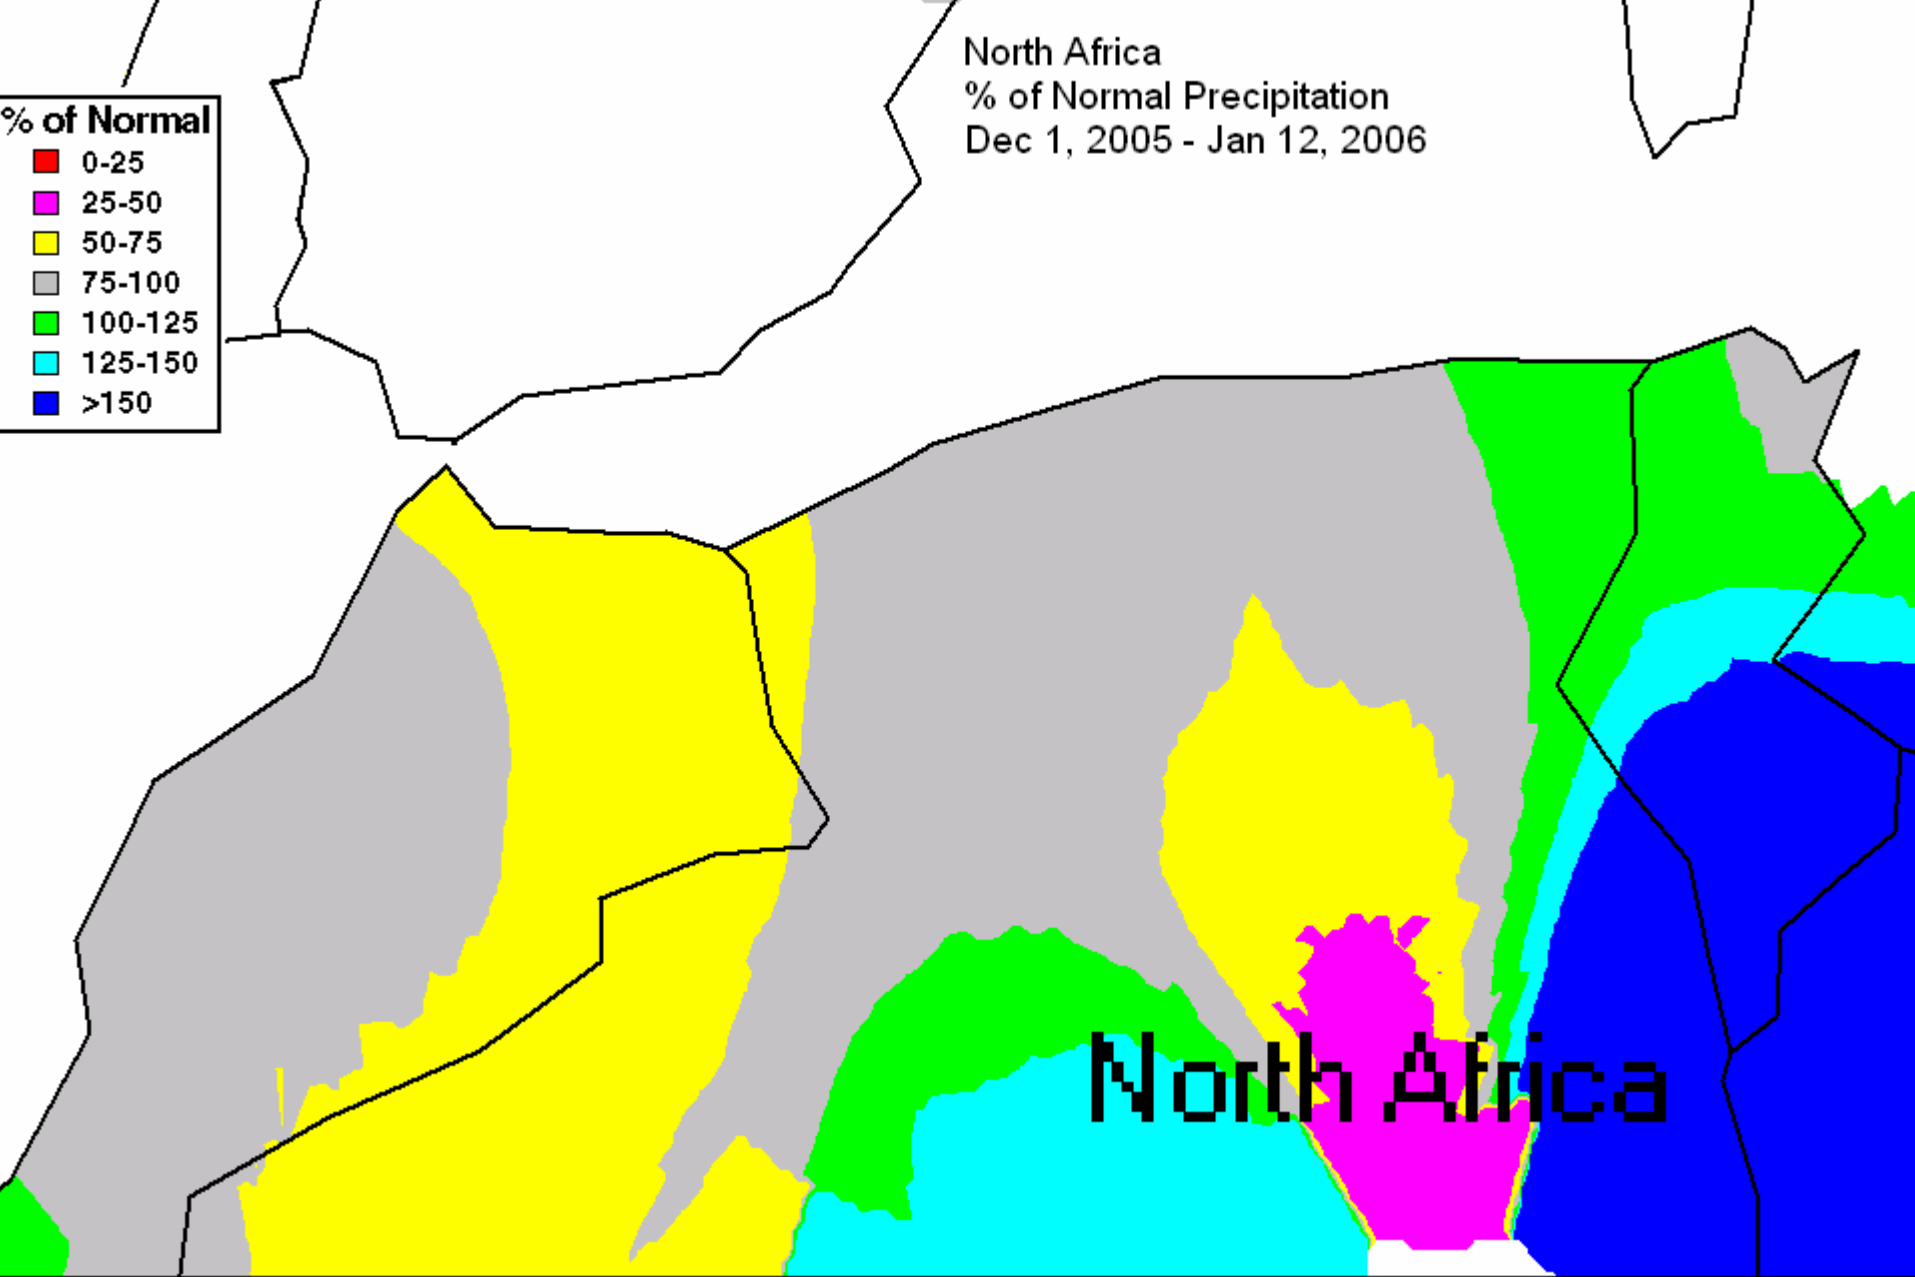 North Africa
% of Normal Precipitation
Dec 1, 2005 - Jan 12, 2006
% of Normal
0-25
25-50
50-75
75-100
100-125
125-150
>150
North Africa